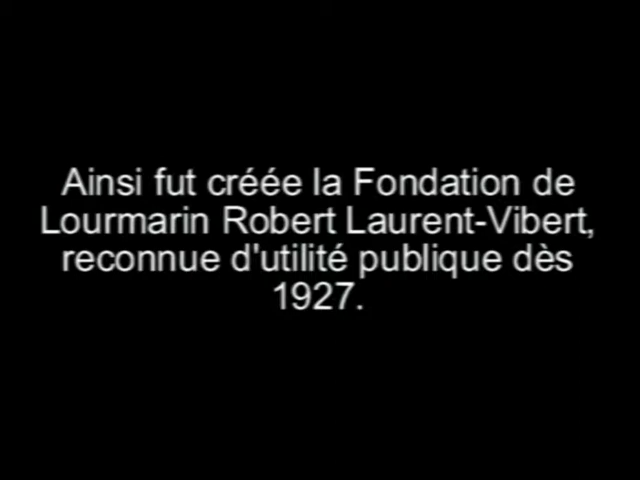 Ainsi fut créée la Fondation de
Lourmarin Robert Laurent-Vibert,
reconnue d'utilité publique dès
1927.